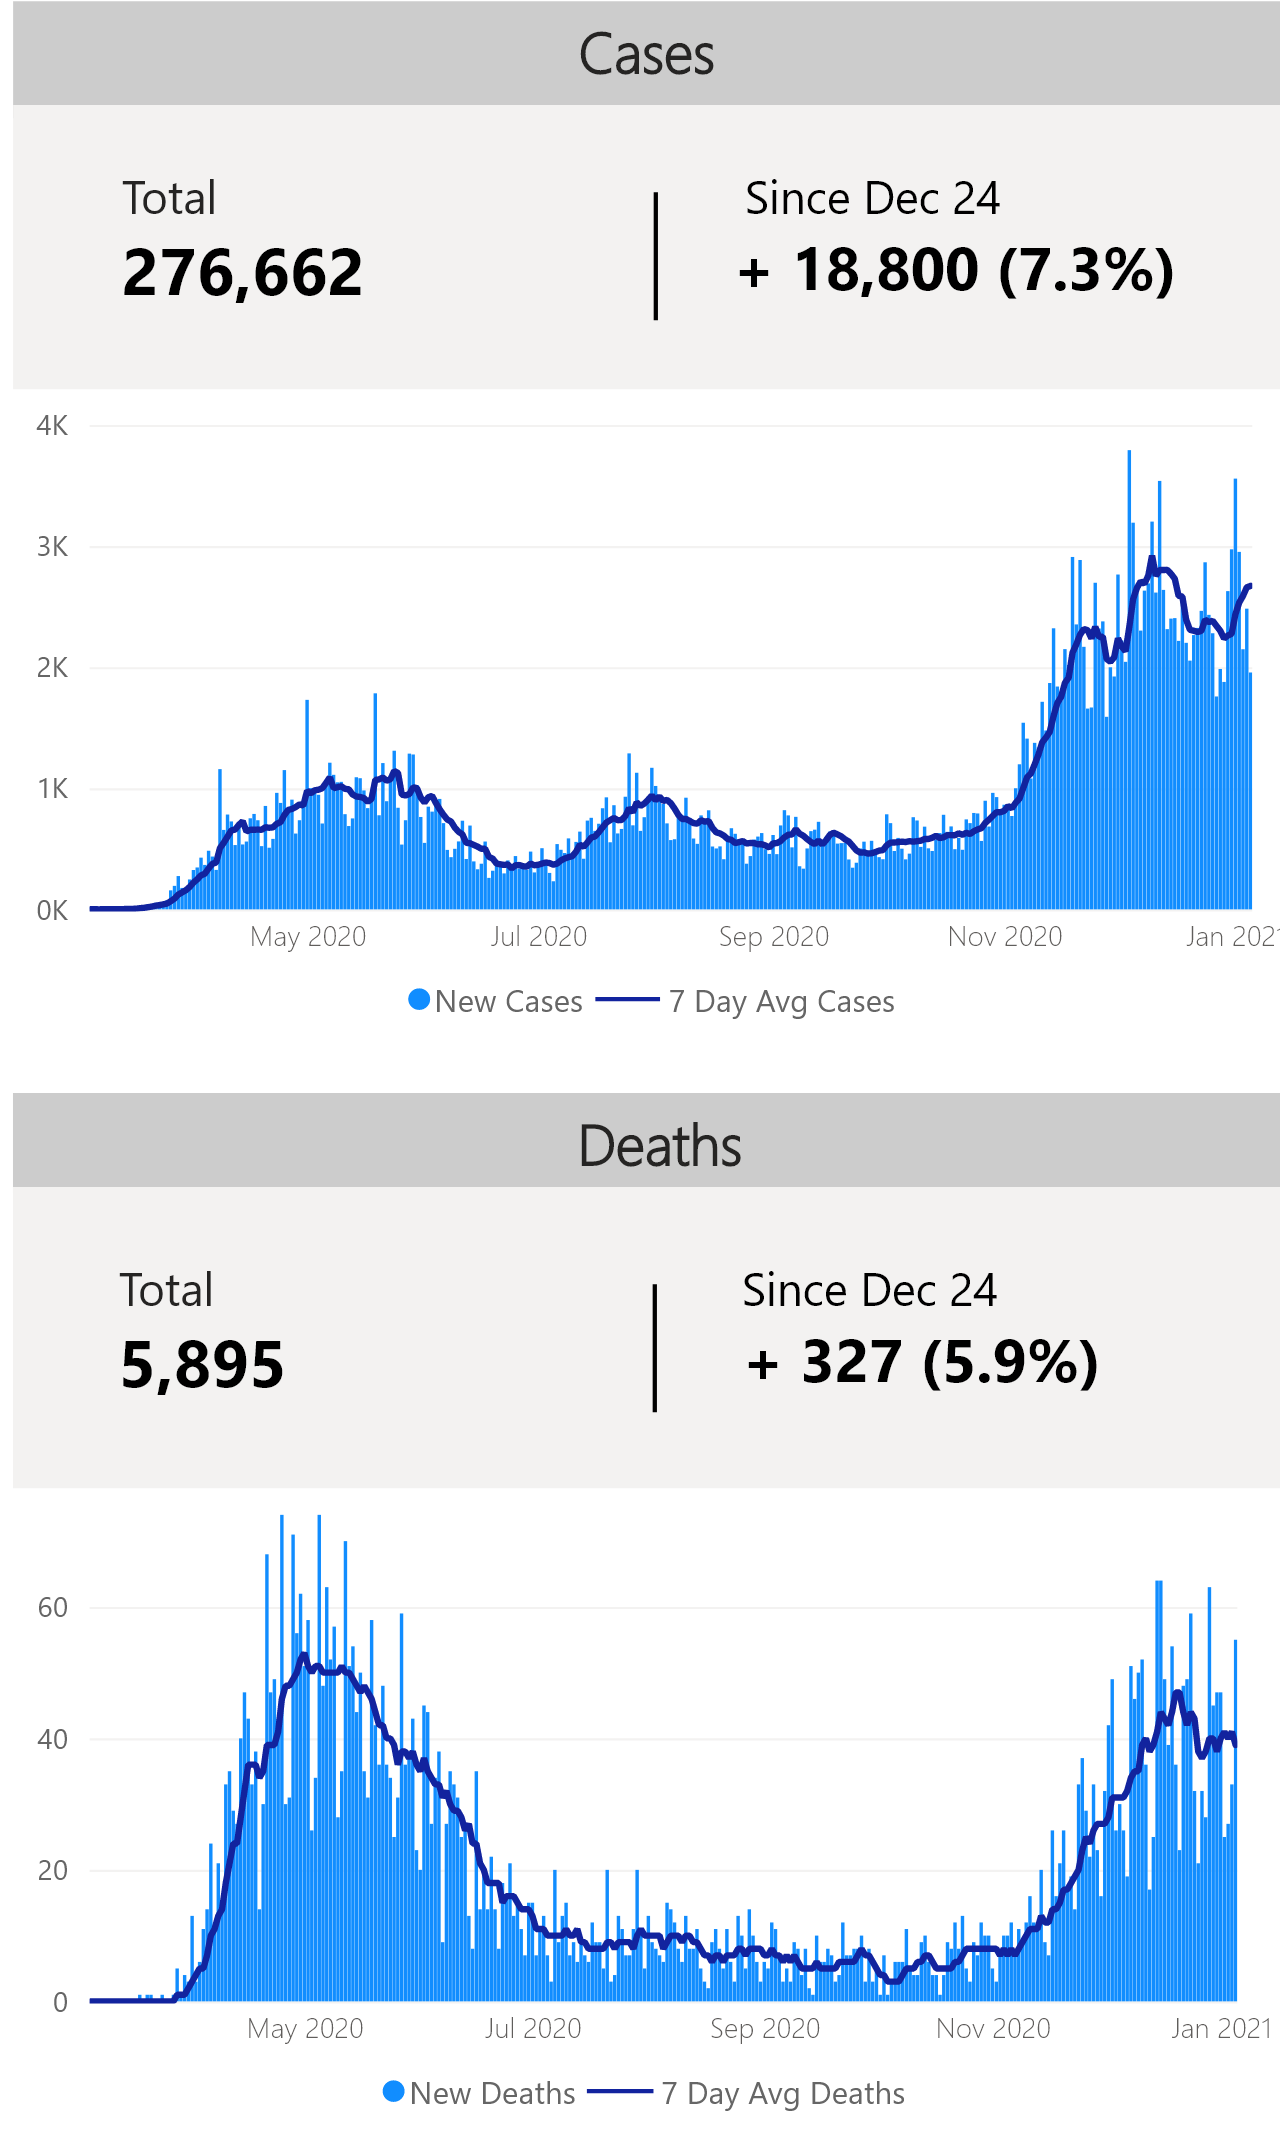 Cases
Total
Since Dec 24
276,662
+ 18,800 (7.3%)
4K
3K
2K
1K
0K
May 2020
Jul 2020
Sep 2020
Nov 2020
Jan 2021
New Cases
7 Day Avg Cases
Deaths
Total
Since Dec 24
5,895
+ 327 (5.9%)
60
40
20
0
May 2020
Jul 2020
Sep 2020
Nov 2020
Jan 2021
New Deaths
7 Day Avg Deaths